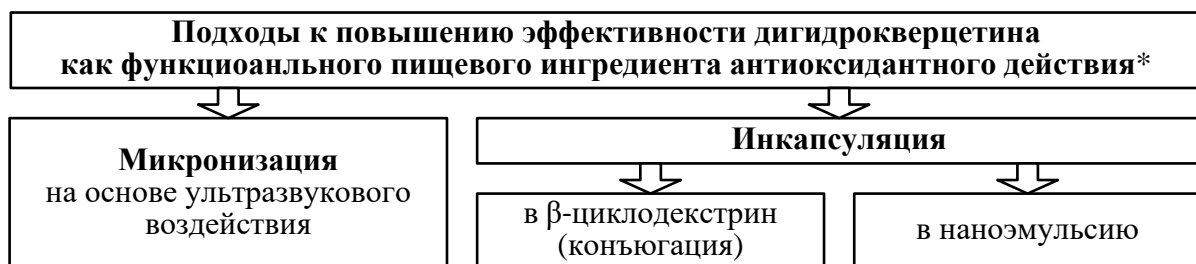 Подходы к повышению эффективности дигидрокверцетина
как функциоанльного пищевого ингредиента антиоксидантного действия*
Микронизация
на основе ультразвукового
воздействия
Инкапсуляция
в β-циклодекстрин
(конъюгация)
в наноэмульсию